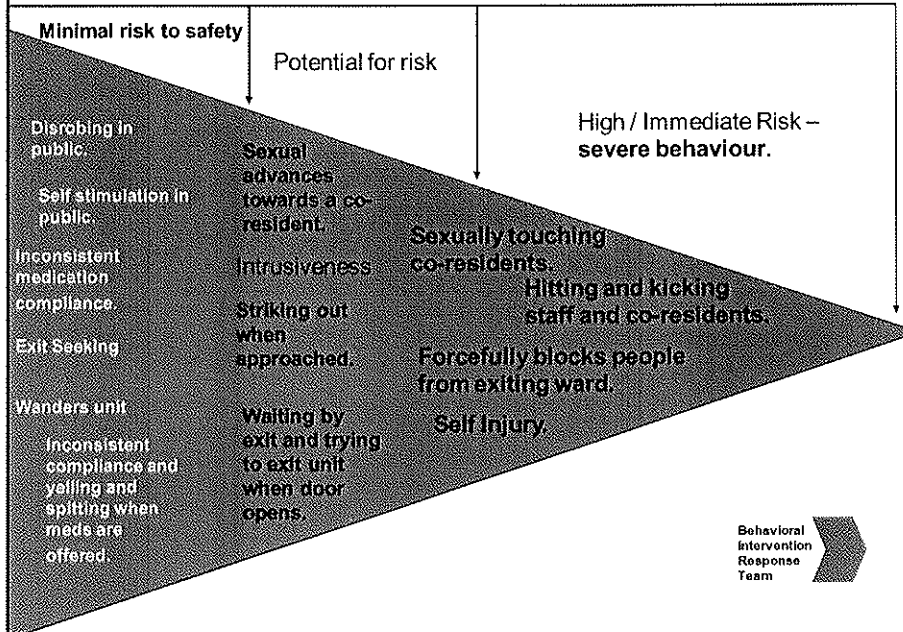 Minimal risk to safety
Potential for risk
High / Immediate Risk –
severe behaviour.
Disrobing in
public.
Self stimulation in
public.
Inconsistent
medication
compliance.
Exit Seeking
Wanders unit
Inconsistent
compliance and
yelling and
spitting when
meds are
offered.
Sexual
advances
towards a co-
resident.
Intrusiveness
Striking out
when
approached.
Waiting by
exit and trying
to exit unit
when door
opens.
Sexually touching
co-residents.
Hitting and kicking
staff and co-residents.
Forcefully blocks people
from exiting ward.
Self Injury.
Behavioral
Intervention
Response
Team